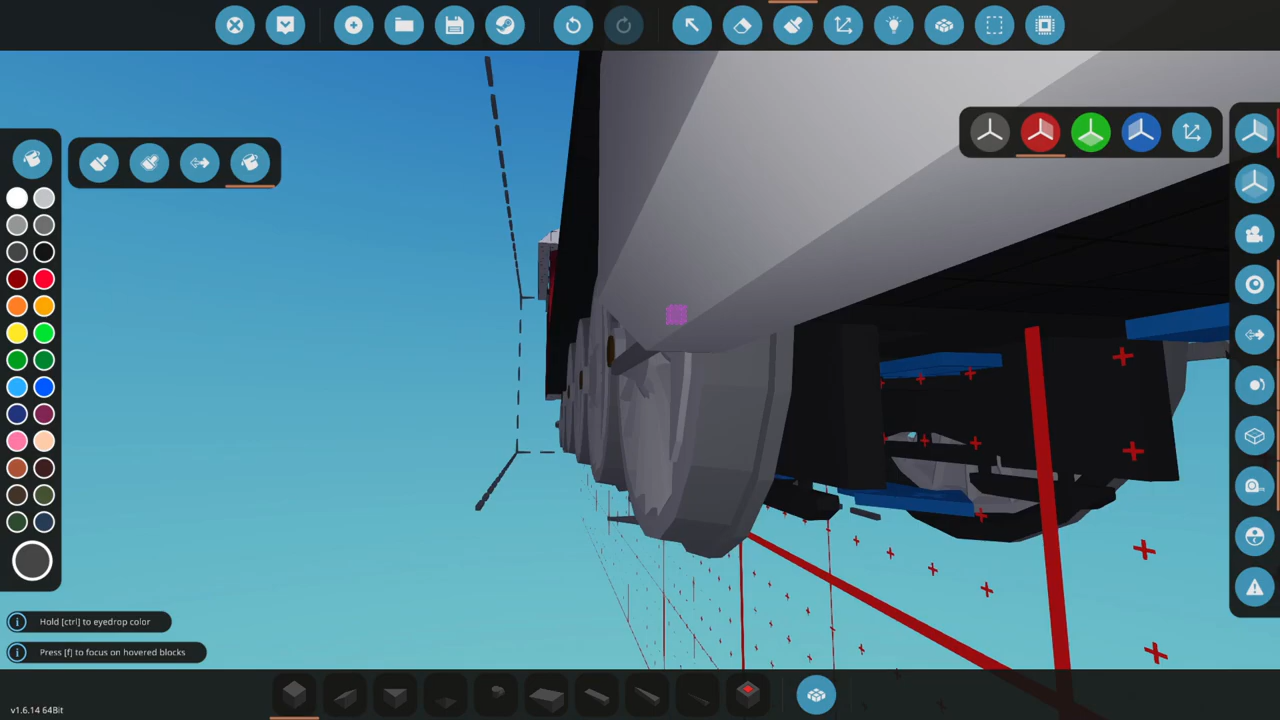 Hold [ctrl] to eyedrop color
Press [f] to focus on hovered blocks
v1.6.14 64Bit